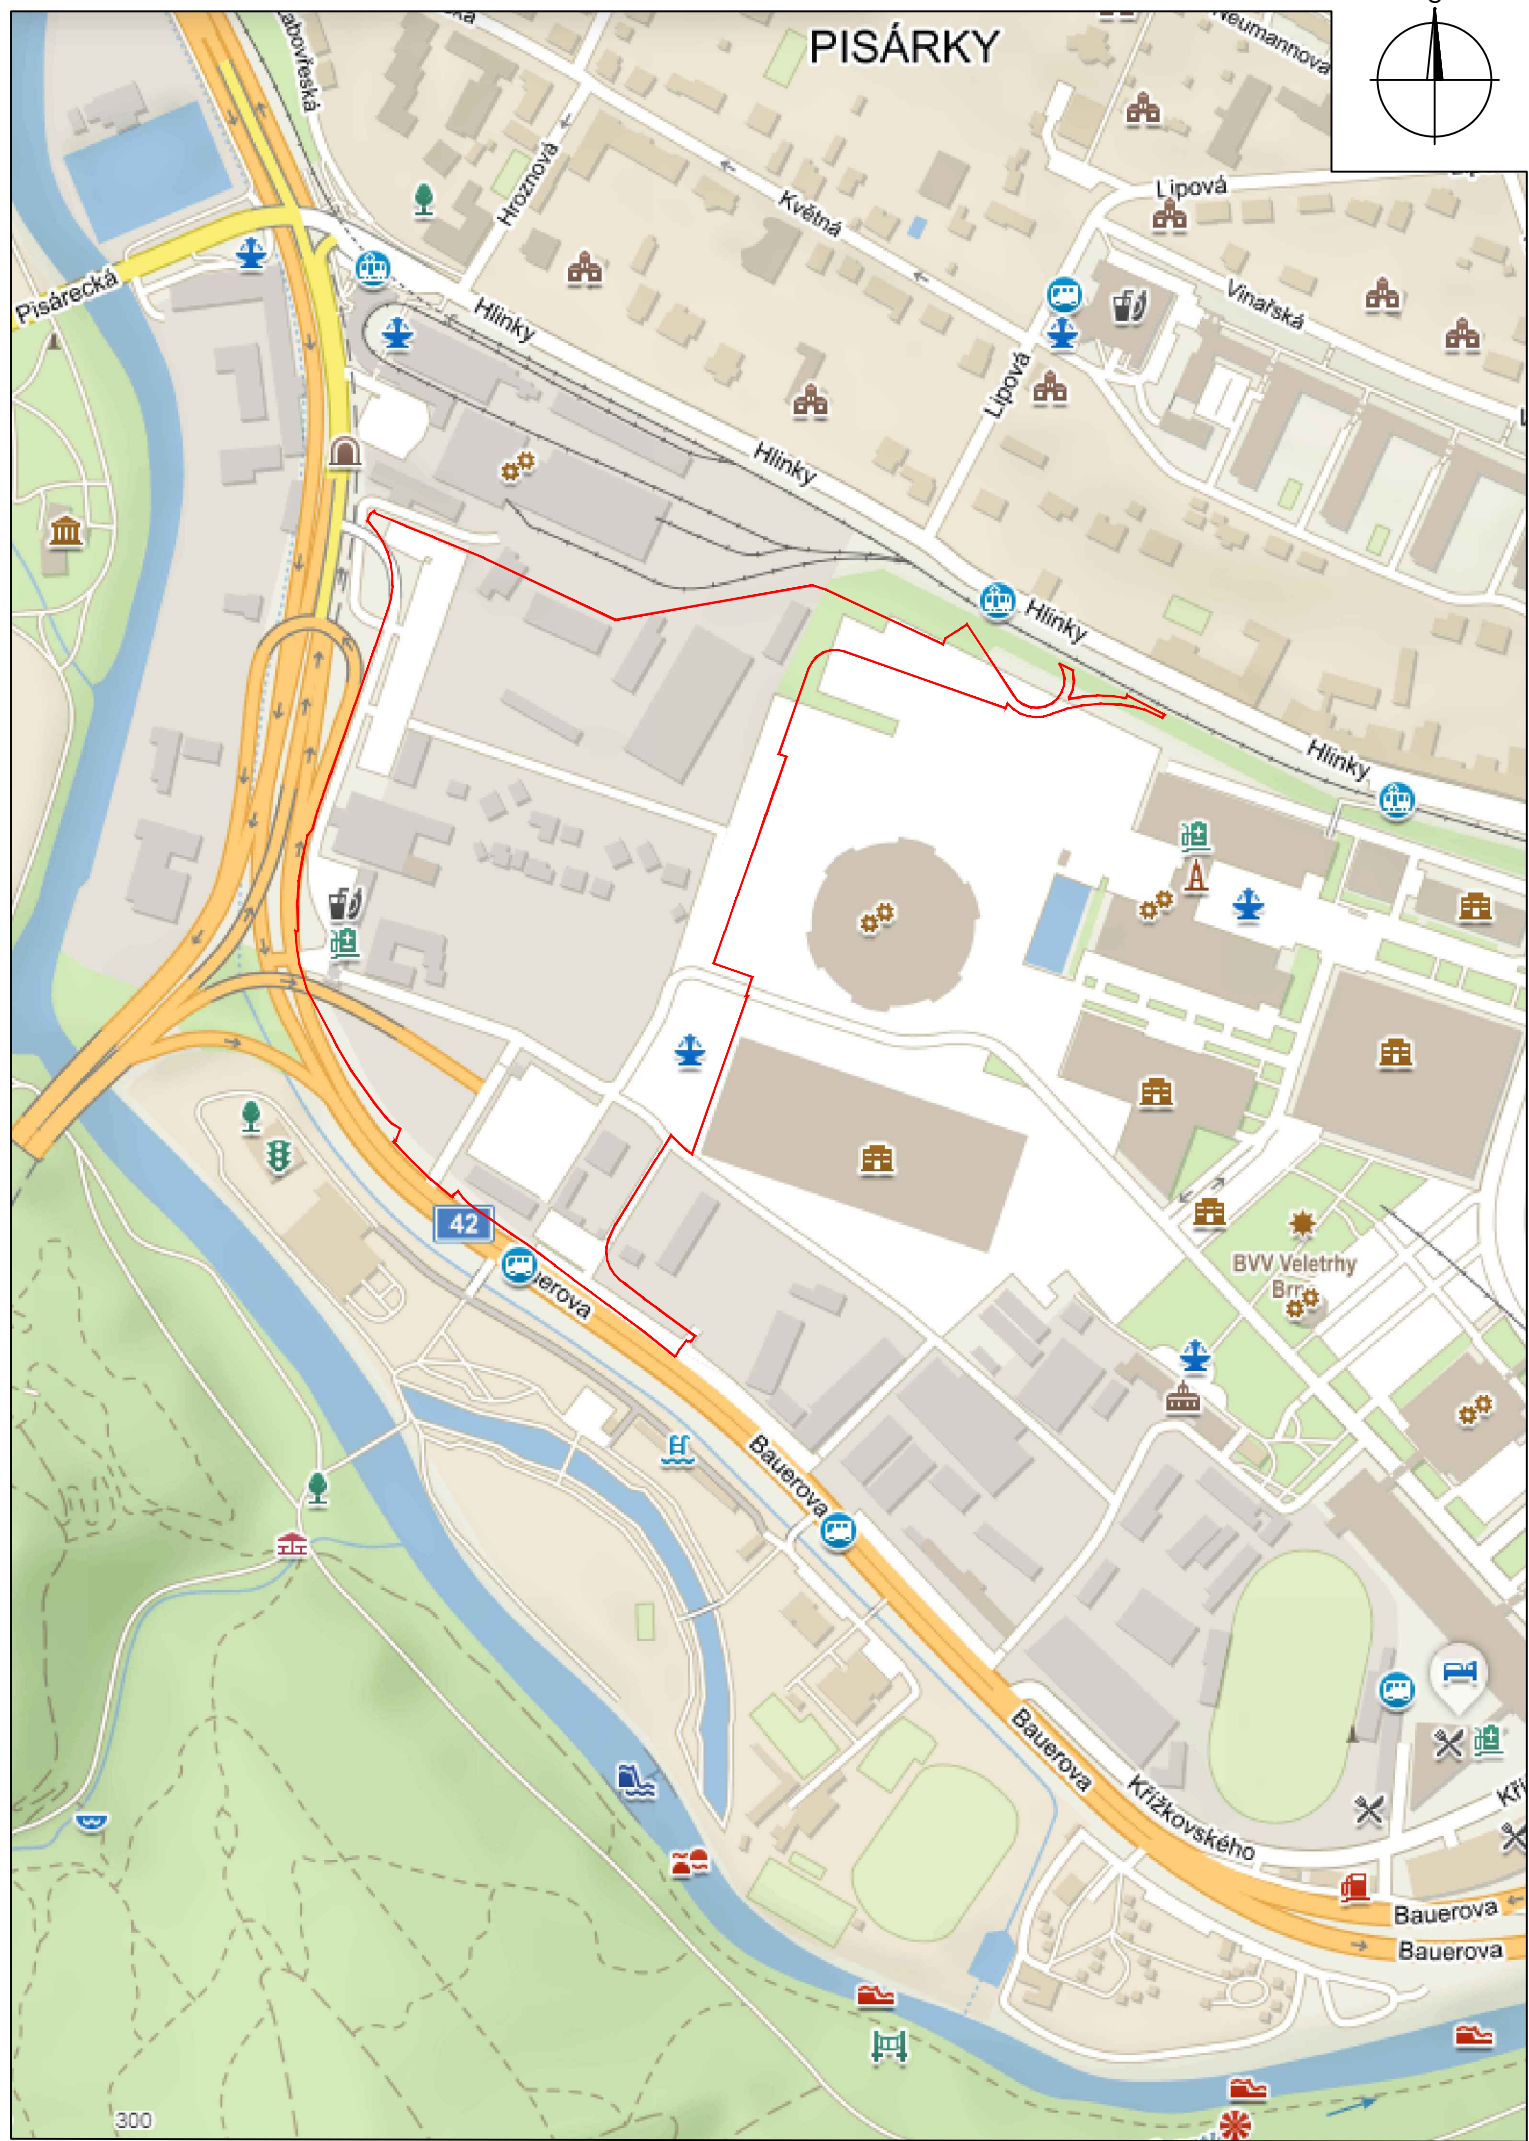 PISÁRKY
Neumannova
Hroznová
Květná
Lipová
Pisárecká
Hlinky
Vinařská
Lipová
Hlinky
Hlinky
Hlinky
42
BVV Veletrhy
Bauerova
Bauerova
Křížkovského
Bauerova
Bauerova
300